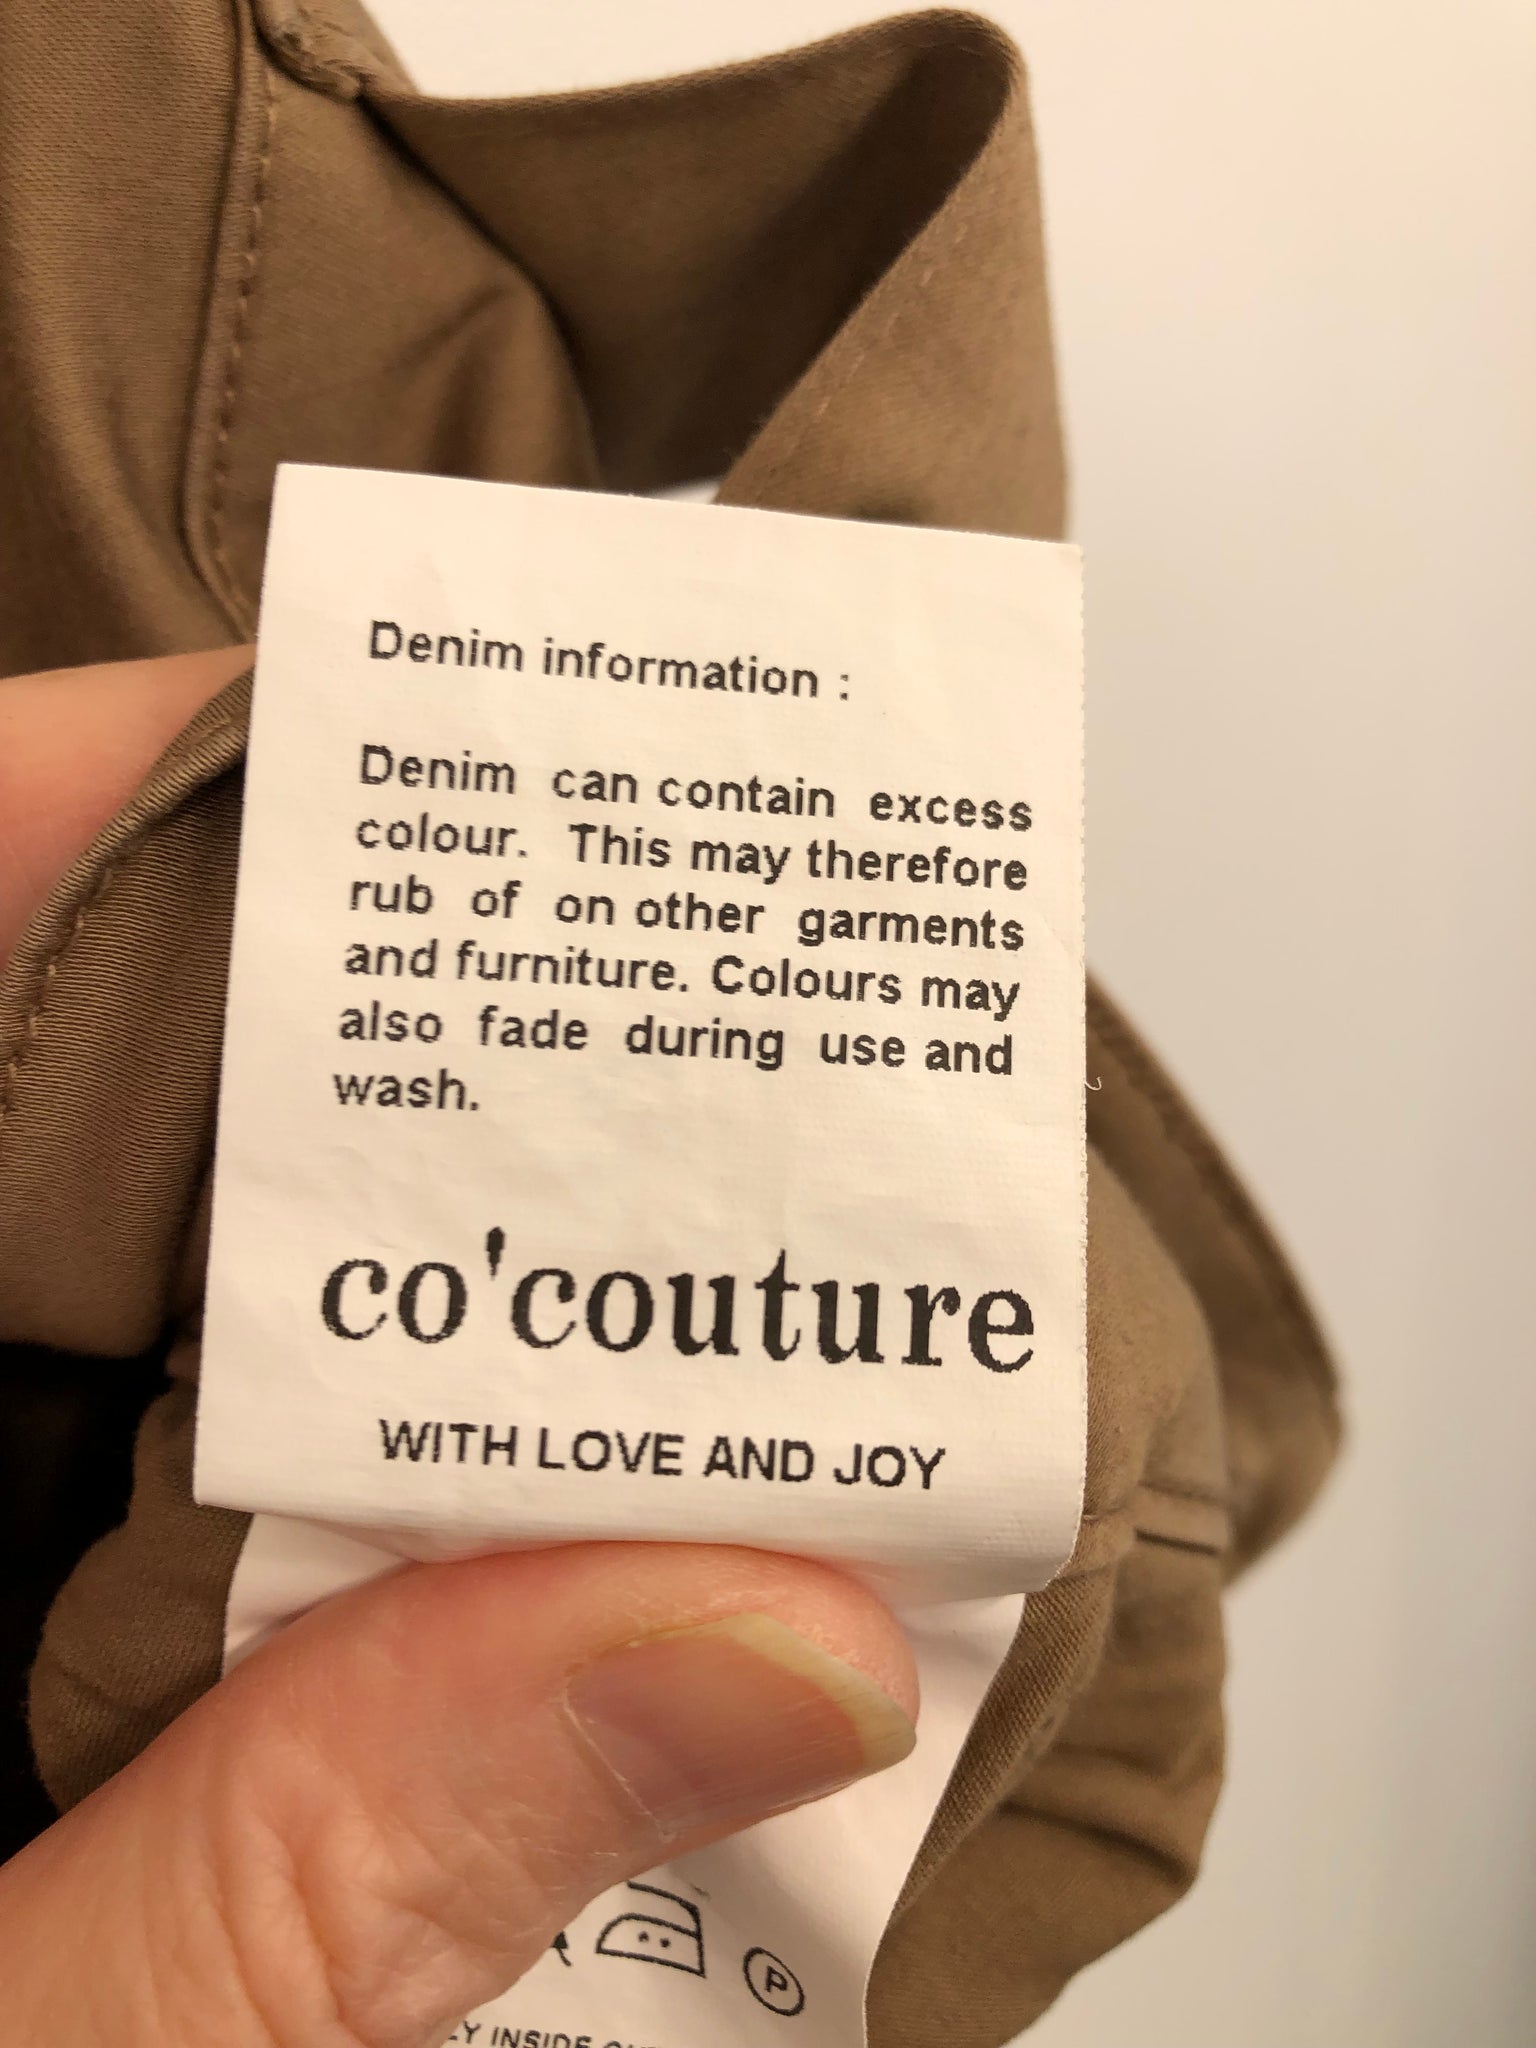 Denim information :
Denim can contain excess
colour. This may therefore
rub of on other garments
and furniture. Colours may
also fade during use and
wash.
co'couture
WITH LOVE AND JOY
P
INSIDE